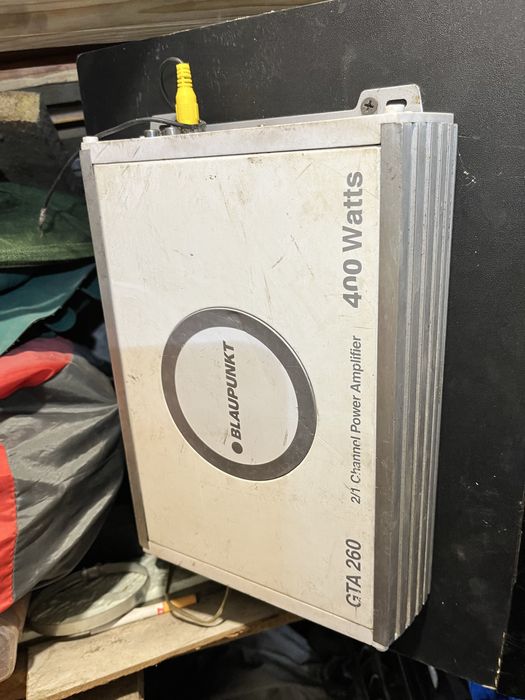 BLAUPUNKT
GTA 260 2/1 Channel Power Amplifier 400 Watts